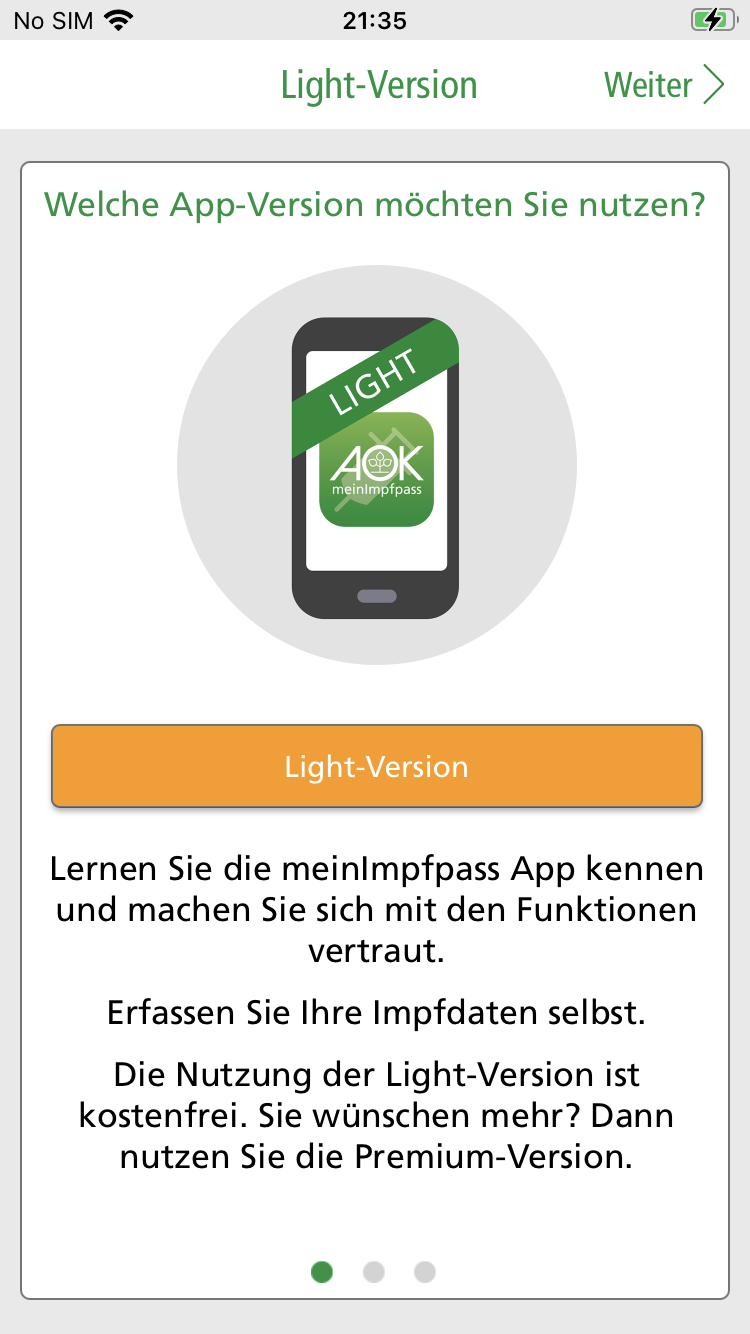 No SIM 21:35
Light-Version Weiter
Welche App-Version möchten Sie nutzen?
LIGHT
AOK
meinImpfpass
Light-Version
Lernen Sie die meinImpfpass App kennen
und machen Sie sich mit den Funktionen
vertraut.
Erfassen Sie Ihre Impfdaten selbst.
Die Nutzung der Light-Version ist
kostenfrei. Sie wünschen mehr? Dann
nutzen Sie die Premium-Version.